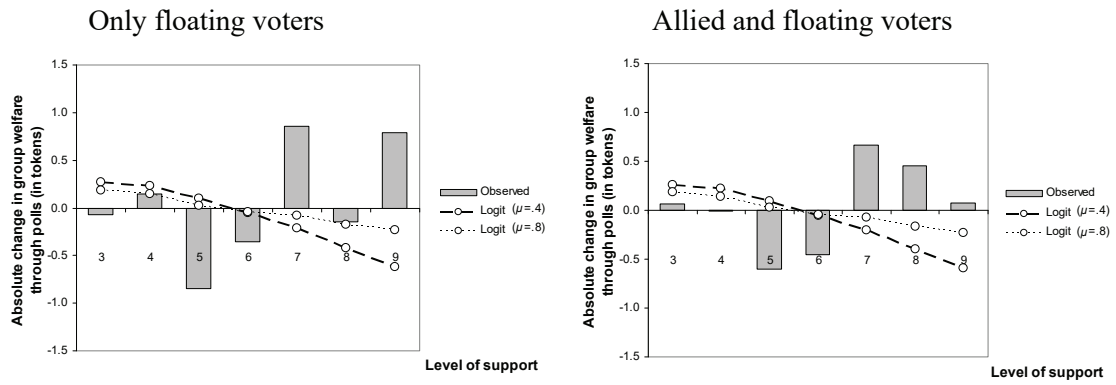 Only floating voters
Absolute change in group welfare
through polls (in tokens)
1.5
1.0
0.5
0.0
-0.5
-1.0
-1.5
3 4 5 6 7 8 9
Observed
Logit (μ=.4)
Logit (μ=.8)
Level of support
Allied and floating voters
Absolute change in group welfare
through polls (in tokens)
1.5
1.0
0.5
0.0
-0.5
-1.0
-1.5
3 4 5 6 7 8 9
Observed
Logit (μ=.4)
Logit (μ=.8)
Level of support